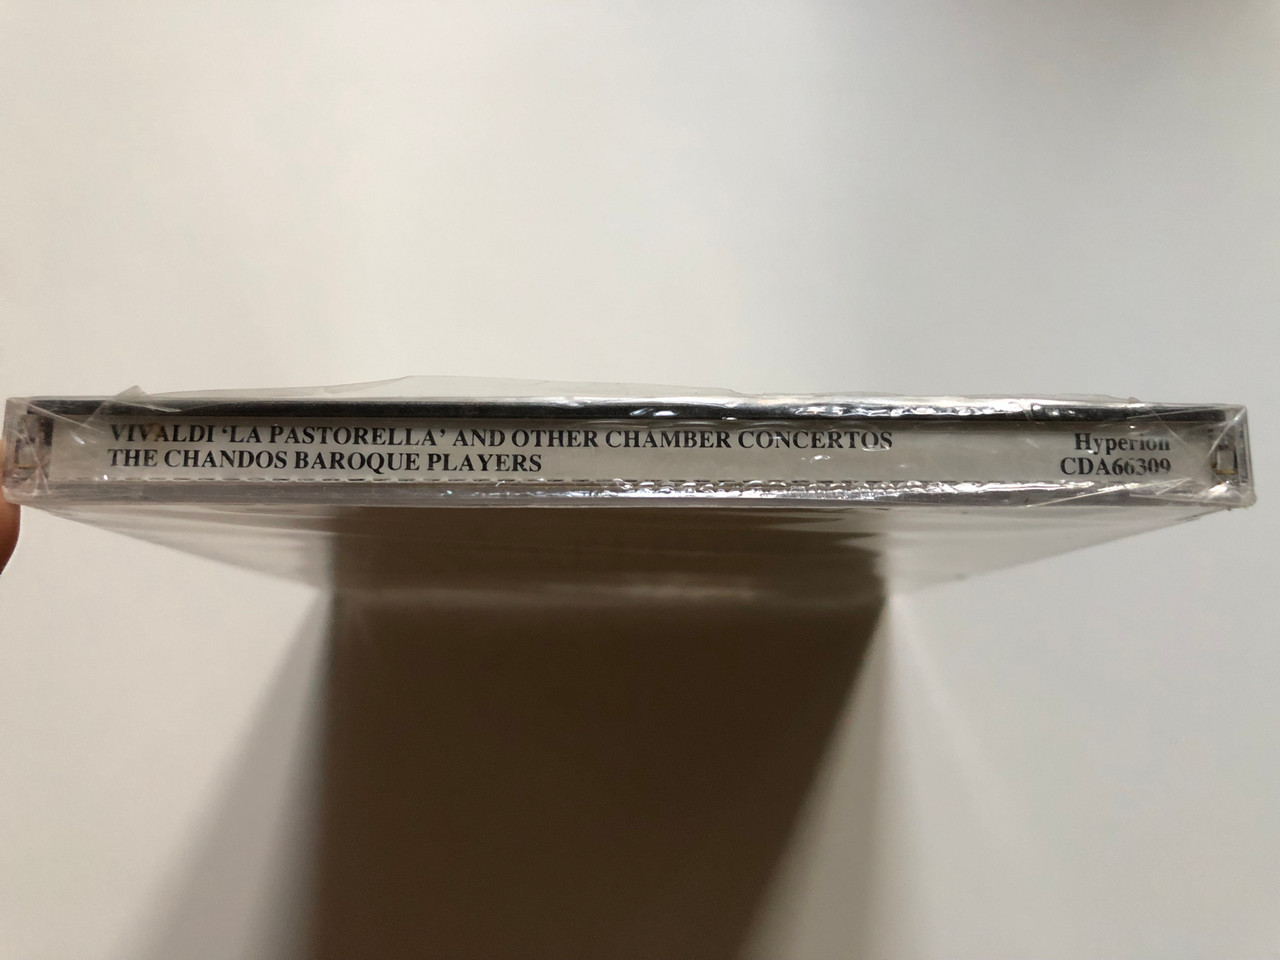 VIVALDI ‘LA PASTORELLA’ AND OTHER CHAMBER CONCERTOS
THE CHANDOS BAROQUE PLAYERS
Hyperion
CDA66309